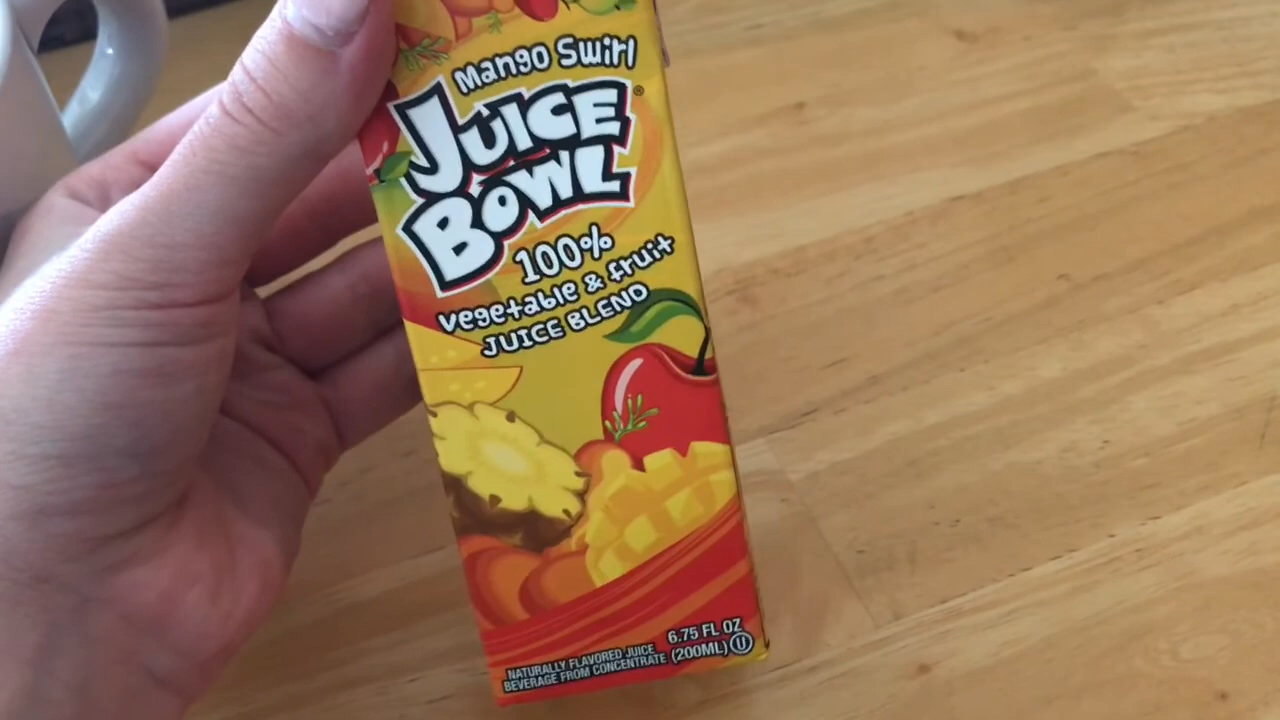 Mango Swirl
JUICE ®
BOWL
100%
vegetable & fruit
JUICE BLEND
6.75 FL OZ
(200ML) U
NATURALLY FLAVORED JUICE
BEVERAGE FROM CONCENTRATE